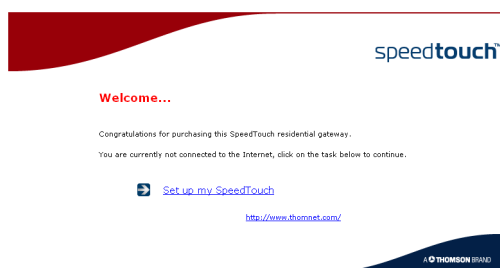 speedtouch™
Welcome...
Congratulations for purchasing this SpeedTouch residential gateway.
You are currently not connected to the Internet, click on the task below to continue.
Set up my SpeedTouch
http://www.thomnet.com/
A THOMSON BRAND